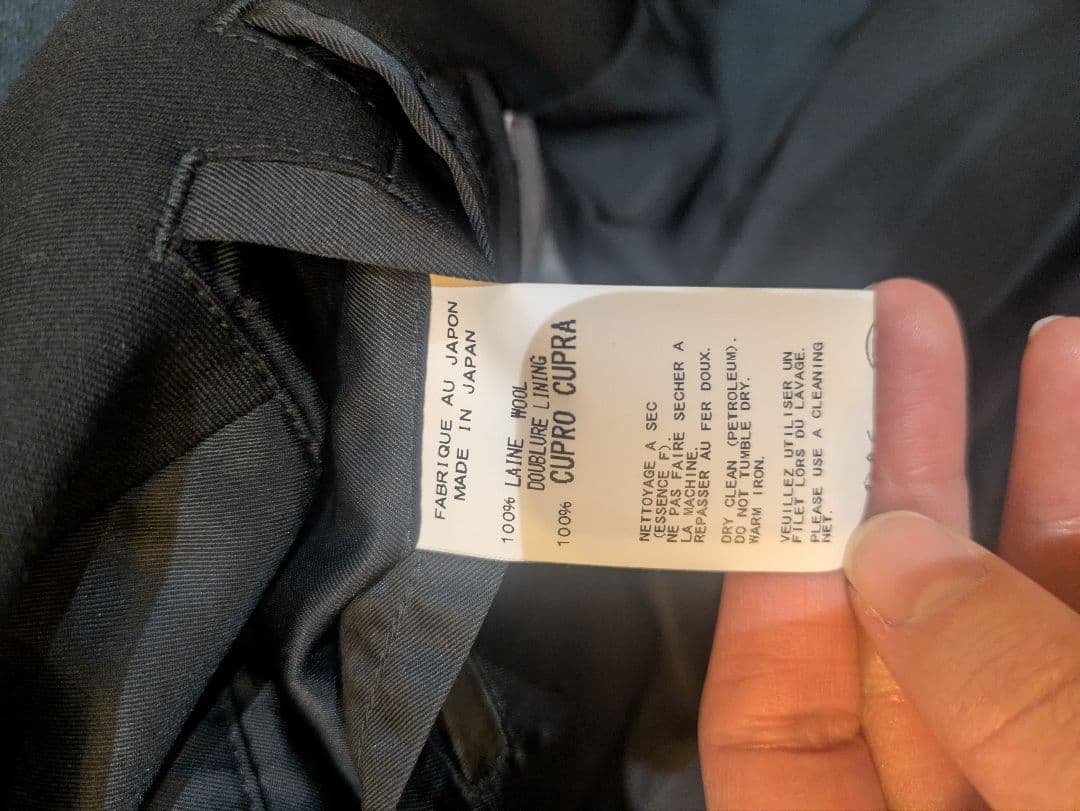 FABRIQUE AU JAPON
MADE IN JAPAN
100% LAINE WOOL
DOUBLURE LINING
100% CUPRO CUPRA
NETTOYAGE A SEC
(ESSENCE F).
NE PAS FAIRE SECHER A
LA MACHINE.
REPASSER AU FER DOUX.
DRY CLEAN (PETROLEUM).
DO NOT TUMBLE DRY.
WARM IRON.
VEUILLEZ UTILISER UN
FILET LORS DU LAVAGE.
PLEASE USE A CLEANING
NET.